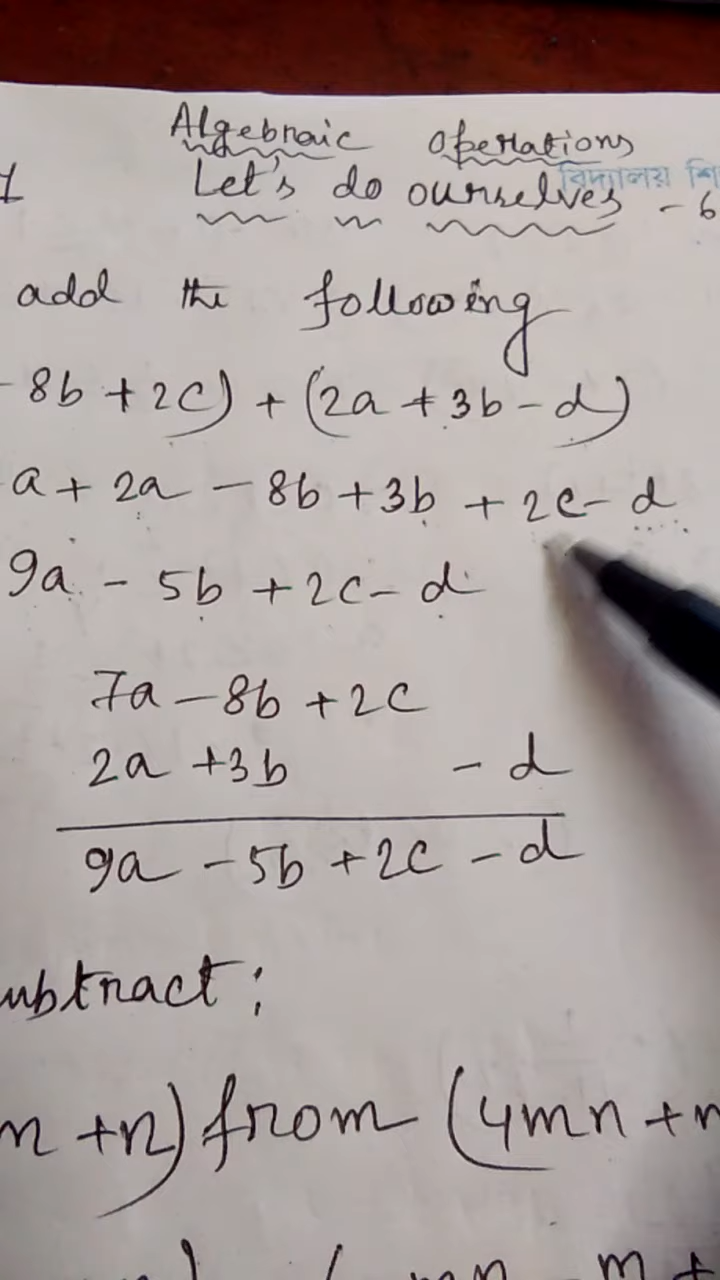 Algebraic Operations
1 Let's do ourselves - 6
বিদ্যালয় শি
add the following
- 8b + 2c) + (2a + 3b - d)
a + 2a - 8b + 3b + 2c - d
9a - 5b + 2c - d
7a - 8b + 2c
2a + 3b - d
9a - 5b + 2c - d
ubtract:
m + n) from (4mn + m
mn - m +